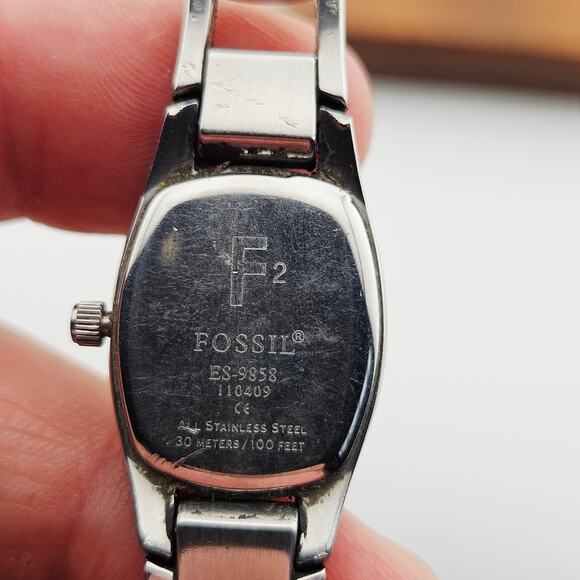 F2
FOSSIL®
ES-9858
110409
CE
ALL STAINLESS STEEL
30 METERS/100 FEET